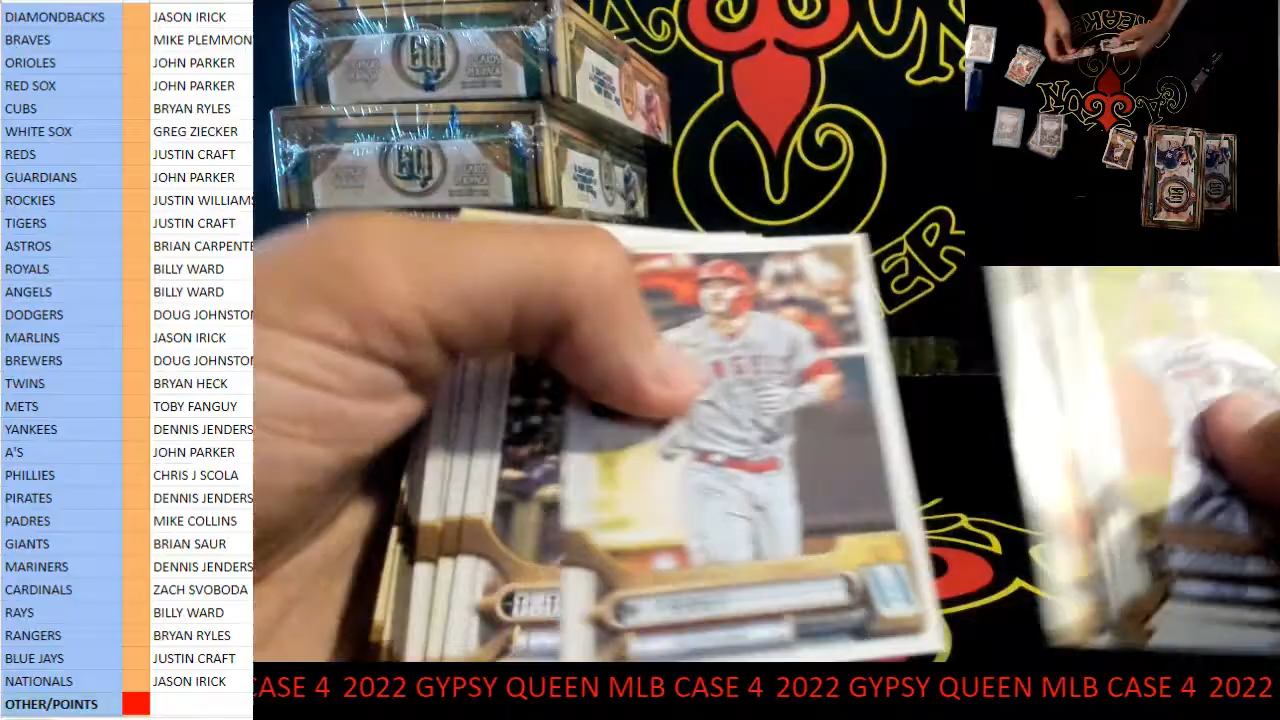 DIAMONDBACKS JASON IRICK
BRAVES MIKE PLEMMON
ORIOLES JOHN PARKER
RED SOX JOHN PARKER
CUBS BRYAN RYLES
WHITE SOX GREG ZIECKER
REDS JUSTIN CRAFT
GUARDIANS JOHN PARKER
ROCKIES JUSTIN WILLIAMS
TIGERS JUSTIN CRAFT
ASTROS BRIAN CARPENTE
ROYALS BILLY WARD
ANGELS BILLY WARD
DODGERS DOUG JOHNSTON
MARLINS JASON IRICK
BREWERS DOUG JOHNSTON
TWINS BRYAN HECK
METS TOBY FANGUY
YANKEES DENNIS JENDERS
A'S JOHN PARKER
PHILLIES CHRIS J SCOLA
PIRATES DENNIS JENDERS
PADRES MIKE COLLINS
GIANTS BRIAN SAUR
MARINERS DENNIS JENDERS
CARDINALS ZACH SVOBODA
RAYS BILLY WARD
RANGERS BRYAN RYLES
BLUE JAYS JUSTIN CRAFT
NATIONALS JASON IRICK
OTHER/POINTS
GQ
GQ
ER
CASE 4 2022 GYPSY QUEEN MLB CASE 4 2022 GYPSY QUEEN MLB CASE 4 2022